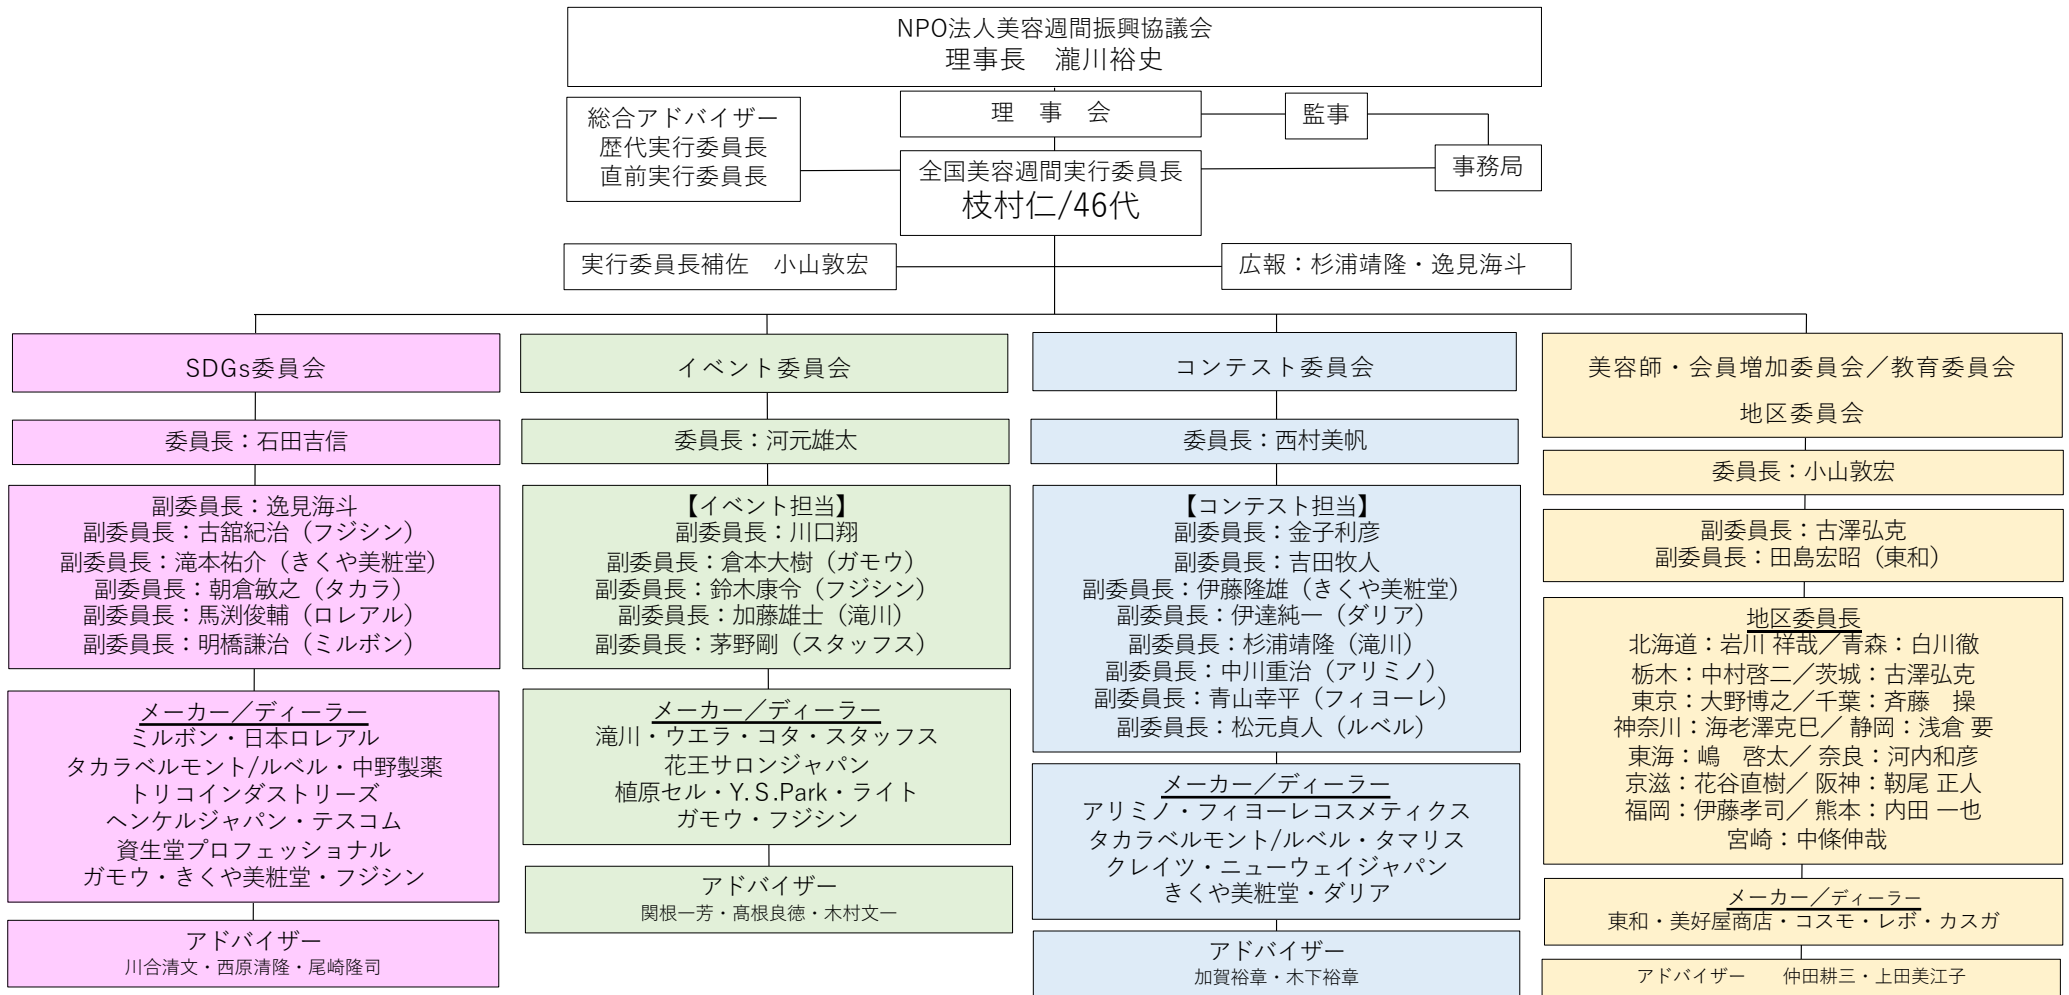 NPO法人美容週間振興協議会
理事長　瀧川裕史
理　事　会
監事
総合アドバイザー
歴代実行委員長
直前実行委員長
事務局
全国美容週間実行委員長
枝村仁/46代
実行委員長補佐　小山敦宏
広報：杉浦靖隆・逸見海斗
SDGs委員会
委員長：石田吉信
副委員長：逸見海斗
副委員長：古舘紀治（フジシン）
副委員長：滝本祐介（きくや美粧堂）
副委員長：朝倉敏之（タカラ）
副委員長：馬渕俊輔（ロレアル）
副委員長：明橋謙治（ミルボン）
メーカー／ディーラー
ミルボン・日本ロレアル
タカラベルモント/ルベル・中野製薬
トリコインダストリーズ
ヘンケルジャパン・テスコム
資生堂プロフェッショナル
ガモウ・きくや美粧堂・フジシン
アドバイザー
川合清文・西原清隆・尾崎隆司
イベント委員会
委員長：河元雄太
【イベント担当】
副委員長：川口翔
副委員長：倉本大樹（ガモウ）
副委員長：鈴木康令（フジシン）
副委員長：加藤雄士（滝川）
副委員長：茅野剛（スタッフス）
メーカー／ディーラー
滝川・ウエラ・コタ・スタッフス
花王サロンジャパン
植原セル・Y.S.Park・ライト
ガモウ・フジシン
アドバイザー
関根一芳・髙根良徳・木村文一
コンテスト委員会
委員長：西村美帆
【コンテスト担当】
副委員長：金子利彦
副委員長：吉田牧人
副委員長：伊藤隆雄（きくや美粧堂）
副委員長：伊達純一（ダリア）
副委員長：杉浦靖隆（滝川）
副委員長：中川重治（アリミノ）
副委員長：青山幸平（フィヨーレ）
副委員長：松元貞人（ルベル）
メーカー／ディーラー
アリミノ・フィヨーレコスメティクス
タカラベルモント/ルベル・タマリス
クレイツ・ニューウェイジャパン
きくや美粧堂・ダリア
アドバイザー
加賀裕章・木下裕章
美容師・会員増加委員会／教育委員会
地区委員会
委員長：小山敦宏
副委員長：古澤弘克
副委員長：田島宏昭（東和）
地区委員長
北海道：岩川 祥哉／青森：白川徹
栃木：中村啓二／茨城：古澤弘克
東京：大野博之／千葉：斉藤　操
神奈川：海老澤克巳／ 静岡：浅倉 要
東海：嶋　啓太／ 奈良：河内和彦
京滋：花谷直樹／ 阪神：靭尾 正人
福岡：伊藤孝司／ 熊本：内田 一也
宮崎：中條伸哉
メーカー／ディーラー
東和・美好屋商店・コスモ・レボ・カスガ
アドバイザー　　仲田耕三・上田美江子